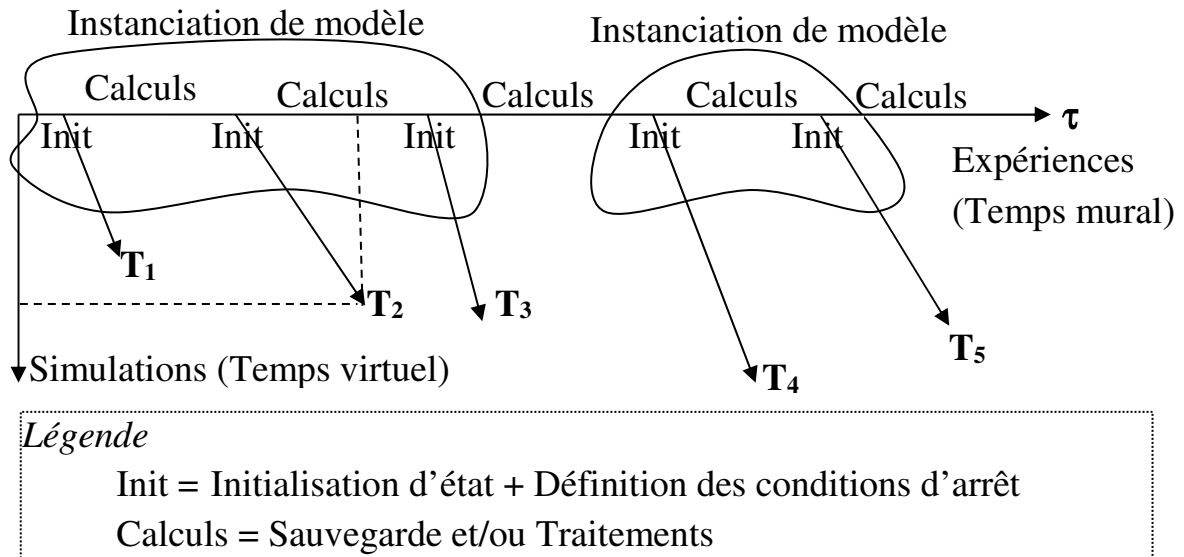 Instanciation de modèle
Instanciation de modèle
Calculs Calculs Calculs Calculs Calculs
τ
Init Init Init Init Init
Expériences
(Temps mural)
T1
T2
T3
T4
T5
Simulations (Temps virtuel)
Légende
Init = Initialisation d'état + Définition des conditions d'arrêt
Calculs = Sauvegarde et/ou Traitements